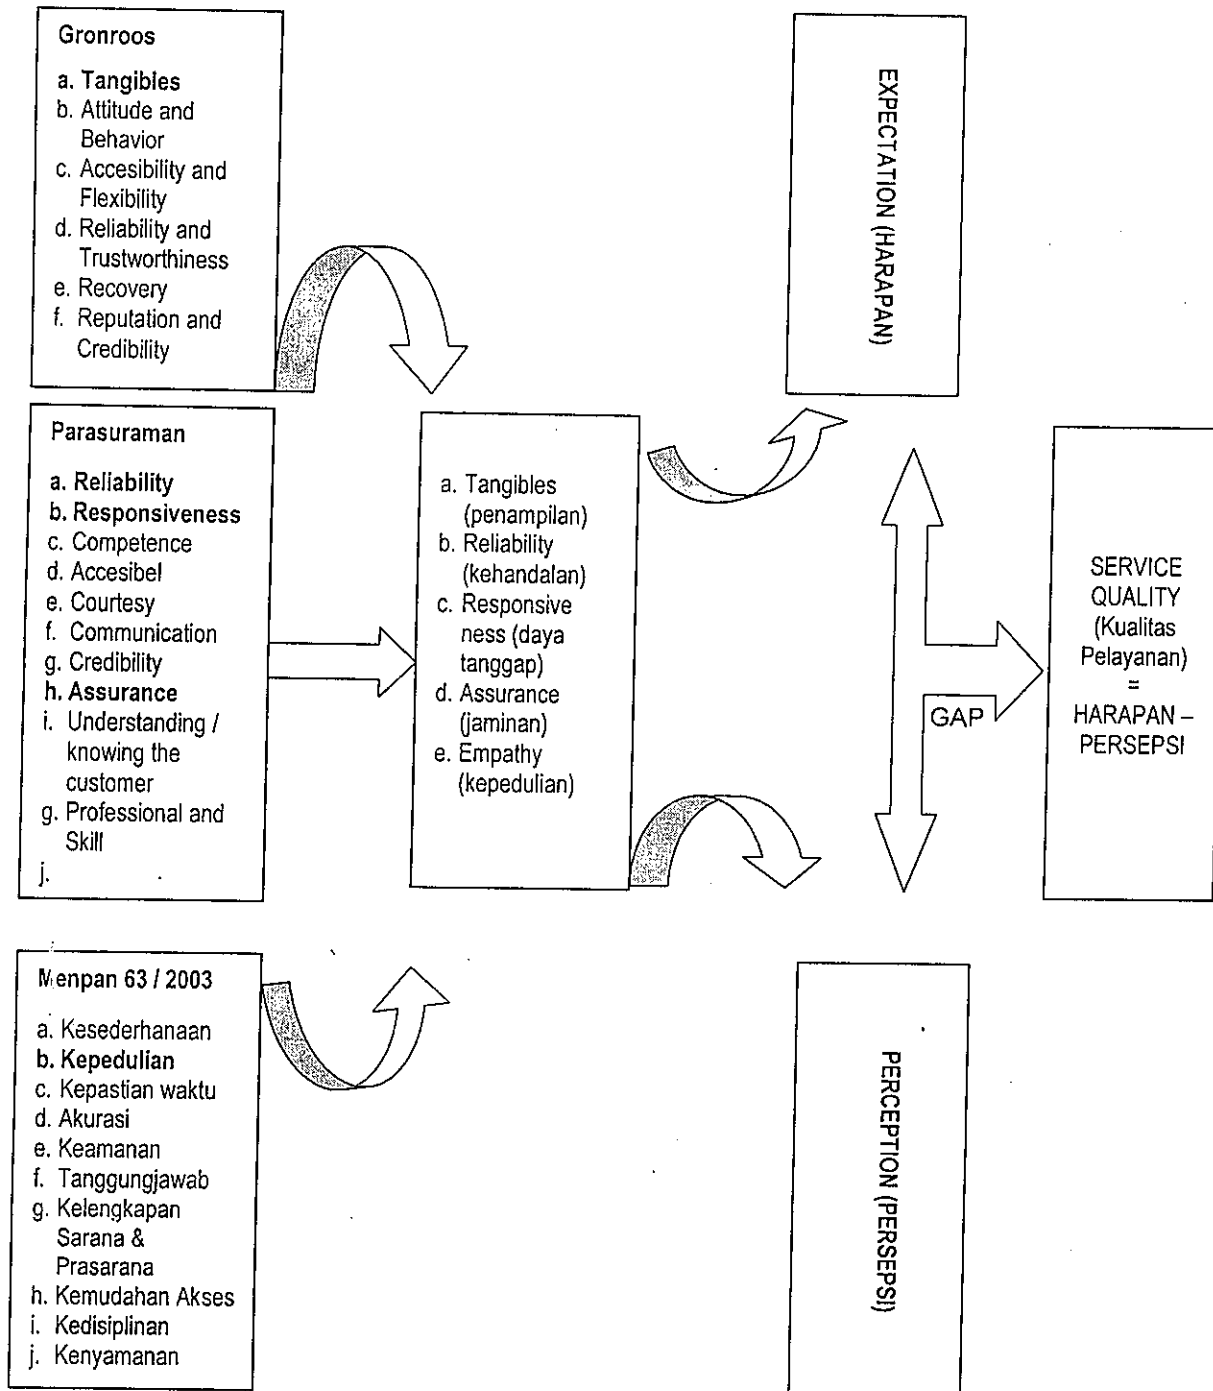 Gronroos
a. Tangibles
b. Attitude and
Behavior
c. Accesibility and
Flexibility
d. Reliability and
Trustworthiness
e. Recovery
f. Reputation and
Credibility
Parasuraman
a. Reliability
b. Responsiveness
c. Competence
d. Accesibel
e. Courtesy
f. Communication
g. Credibility
h. Assurance
i. Understanding /
knowing the
customer
g. Professional and
Skill
j.
Menpan 63 / 2003
a. Kesederhanaan
b. Kepedulian
c. Kepastian waktu
d. Akurasi
e. Keamanan
f. Tanggungjawab
g. Kelengkapan
Sarana &
Prasarana
h. Kemudahan Akses
i. Kedisiplinan
j. Kenyamanan
a. Tangibles
(penampilan)
b. Reliability
(kehandalan)
c. Responsive
ness (daya
tanggap)
d. Assurance
(jaminan)
e. Empathy
(kepedulian)
EXPECTATION (HARAPAN)
PERCEPTION (PERSEPSI)
GAP
SERVICE
QUALITY
(Kualitas
Pelayanan)
=
HARAPAN –
PERSEPSI